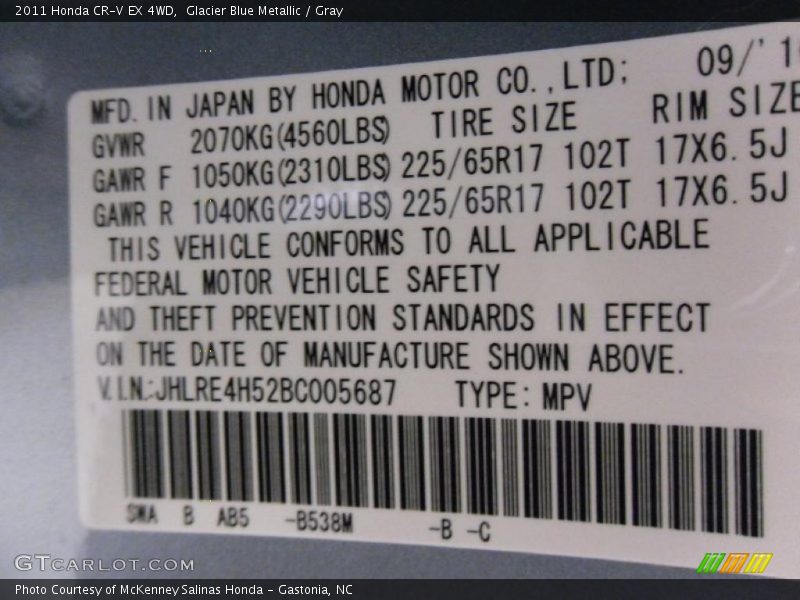 2011 Honda CR-V EX 4WD,  Glacier Blue Metallic / Gray
MFD. IN JAPAN BY HONDA MOTOR CO., LTD; 09/'1
GVWR 2070KG(4560LBS) TIRE SIZE RIM SIZE
GAWR F 1050KG(2310LBS) 225/65R17 102T 17X6.5J
GAWR R 1040KG(2290LBS) 225/65R17 102T 17X6.5J
THIS VEHICLE CONFORMS TO ALL APPLICABLE
FEDERAL MOTOR VEHICLE SAFETY
AND THEFT PREVENTION STANDARDS IN EFFECT
ON THE DATE OF MANUFACTURE SHOWN ABOVE.
V.I.N.:JHLRE4H52BC005687 TYPE: MPV
SWA B AB5 -B538M -B -C
GTCARLOT.COM
Photo Courtesy of McKenney Salinas Honda - Gastonia, NC